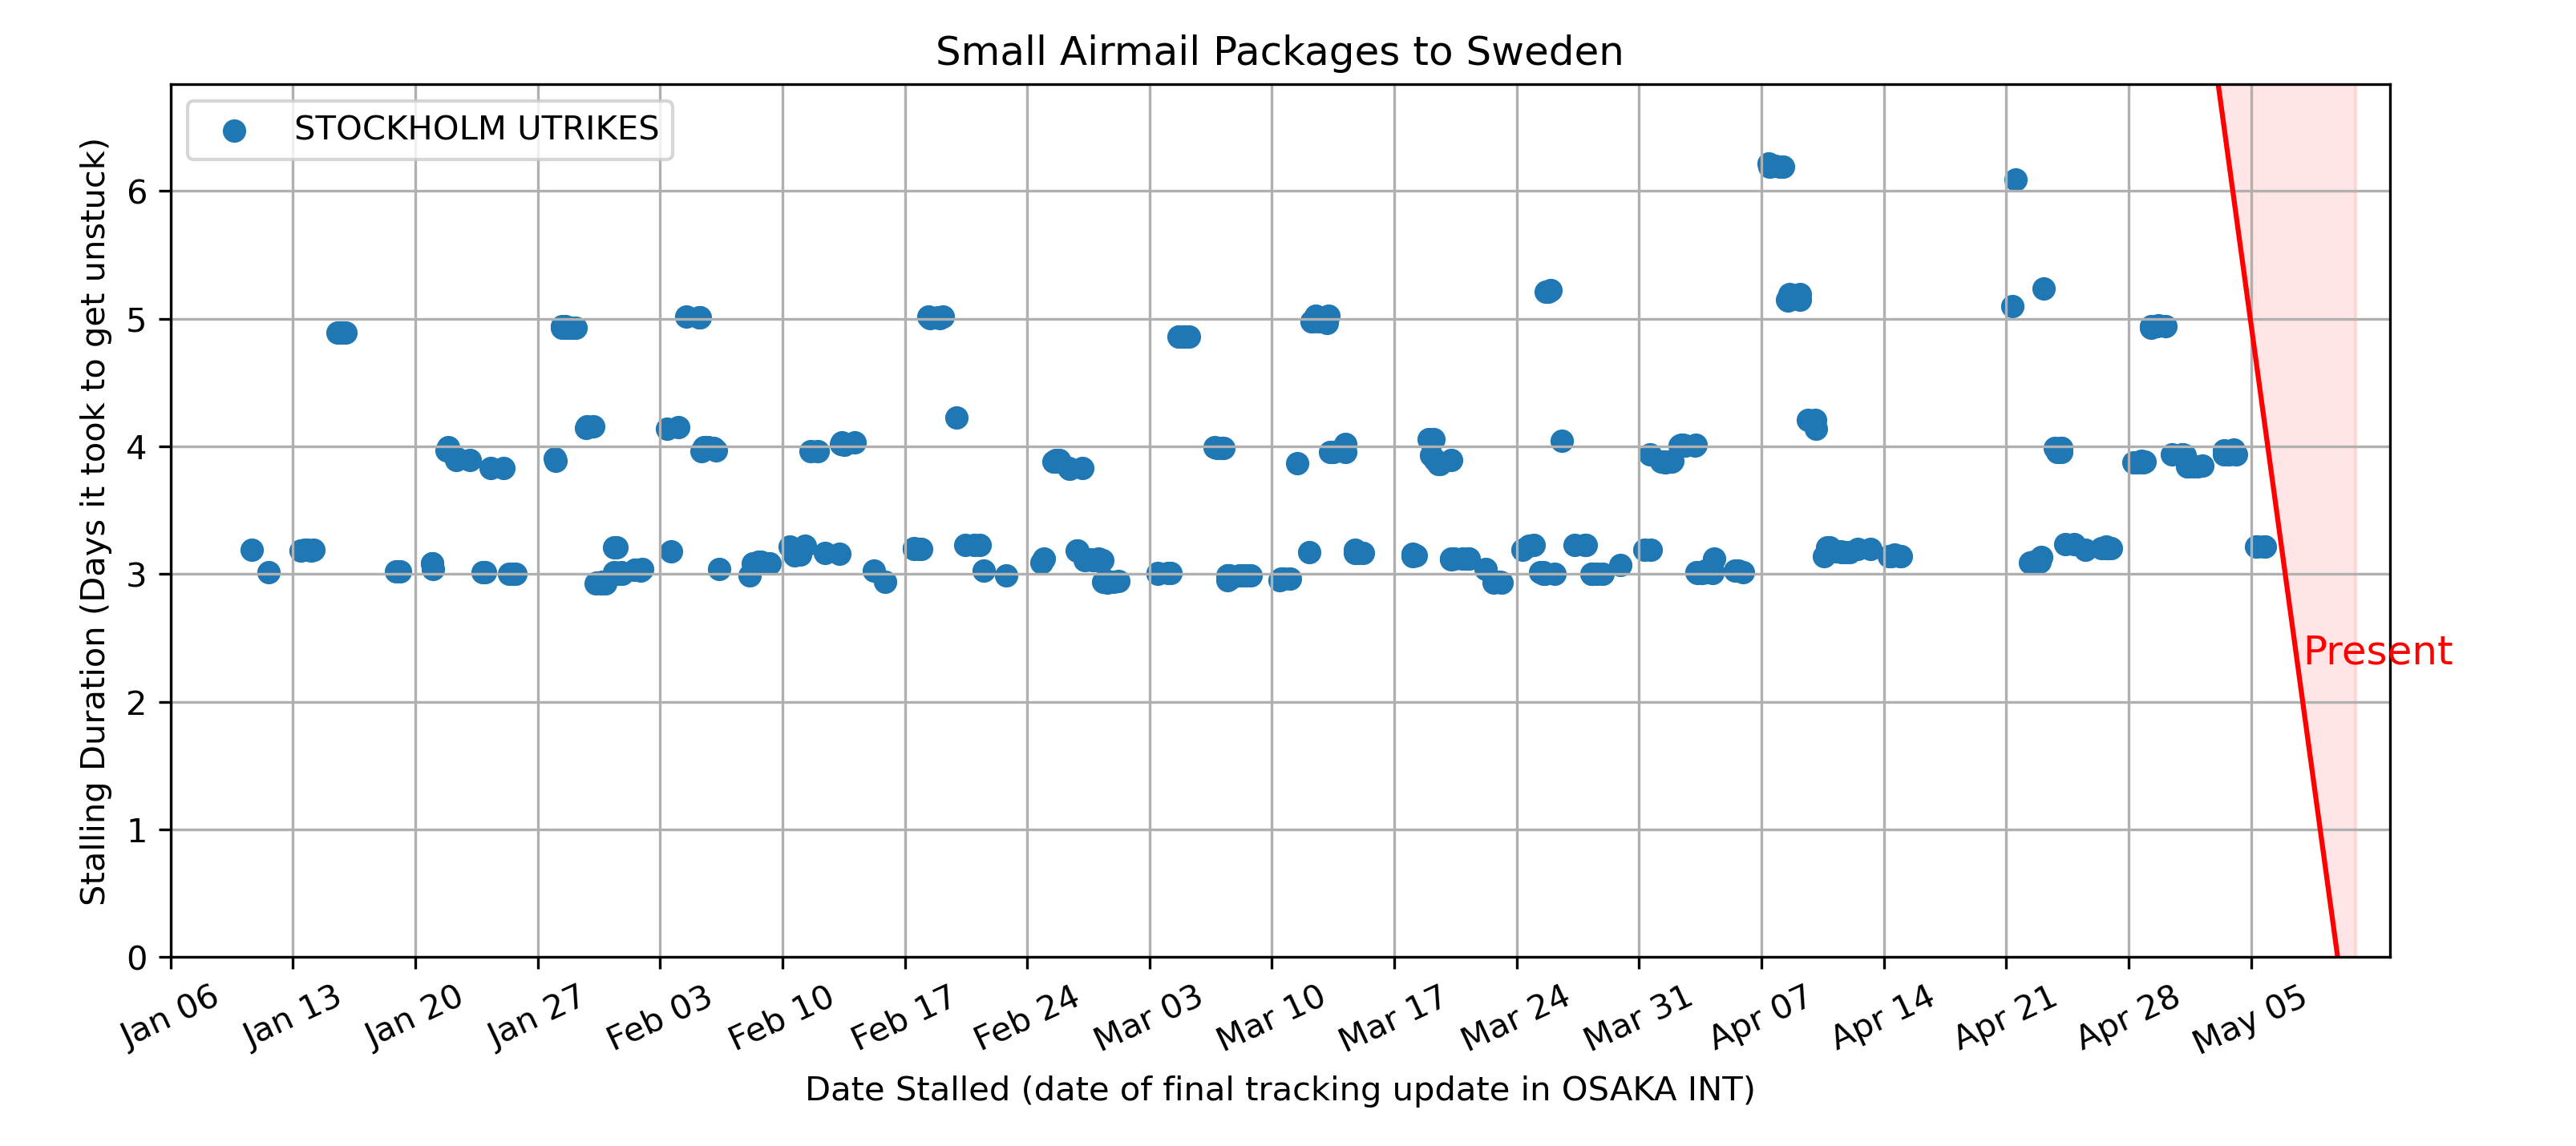 Small Airmail Packages to Sweden
STOCKHOLM UTRIKES
Stalling Duration (Days it took to get unstuck)
6
5
4
3
2
1
0
Present
Jan 06
Jan 13
Jan 20
Jan 27
Feb 03
Feb 10
Feb 17
Feb 24
Mar 03
Mar 10
Mar 17
Mar 24
Mar 31
Apr 07
Apr 14
Apr 21
Apr 28
May 05
Date Stalled (date of final tracking update in OSAKA INT)